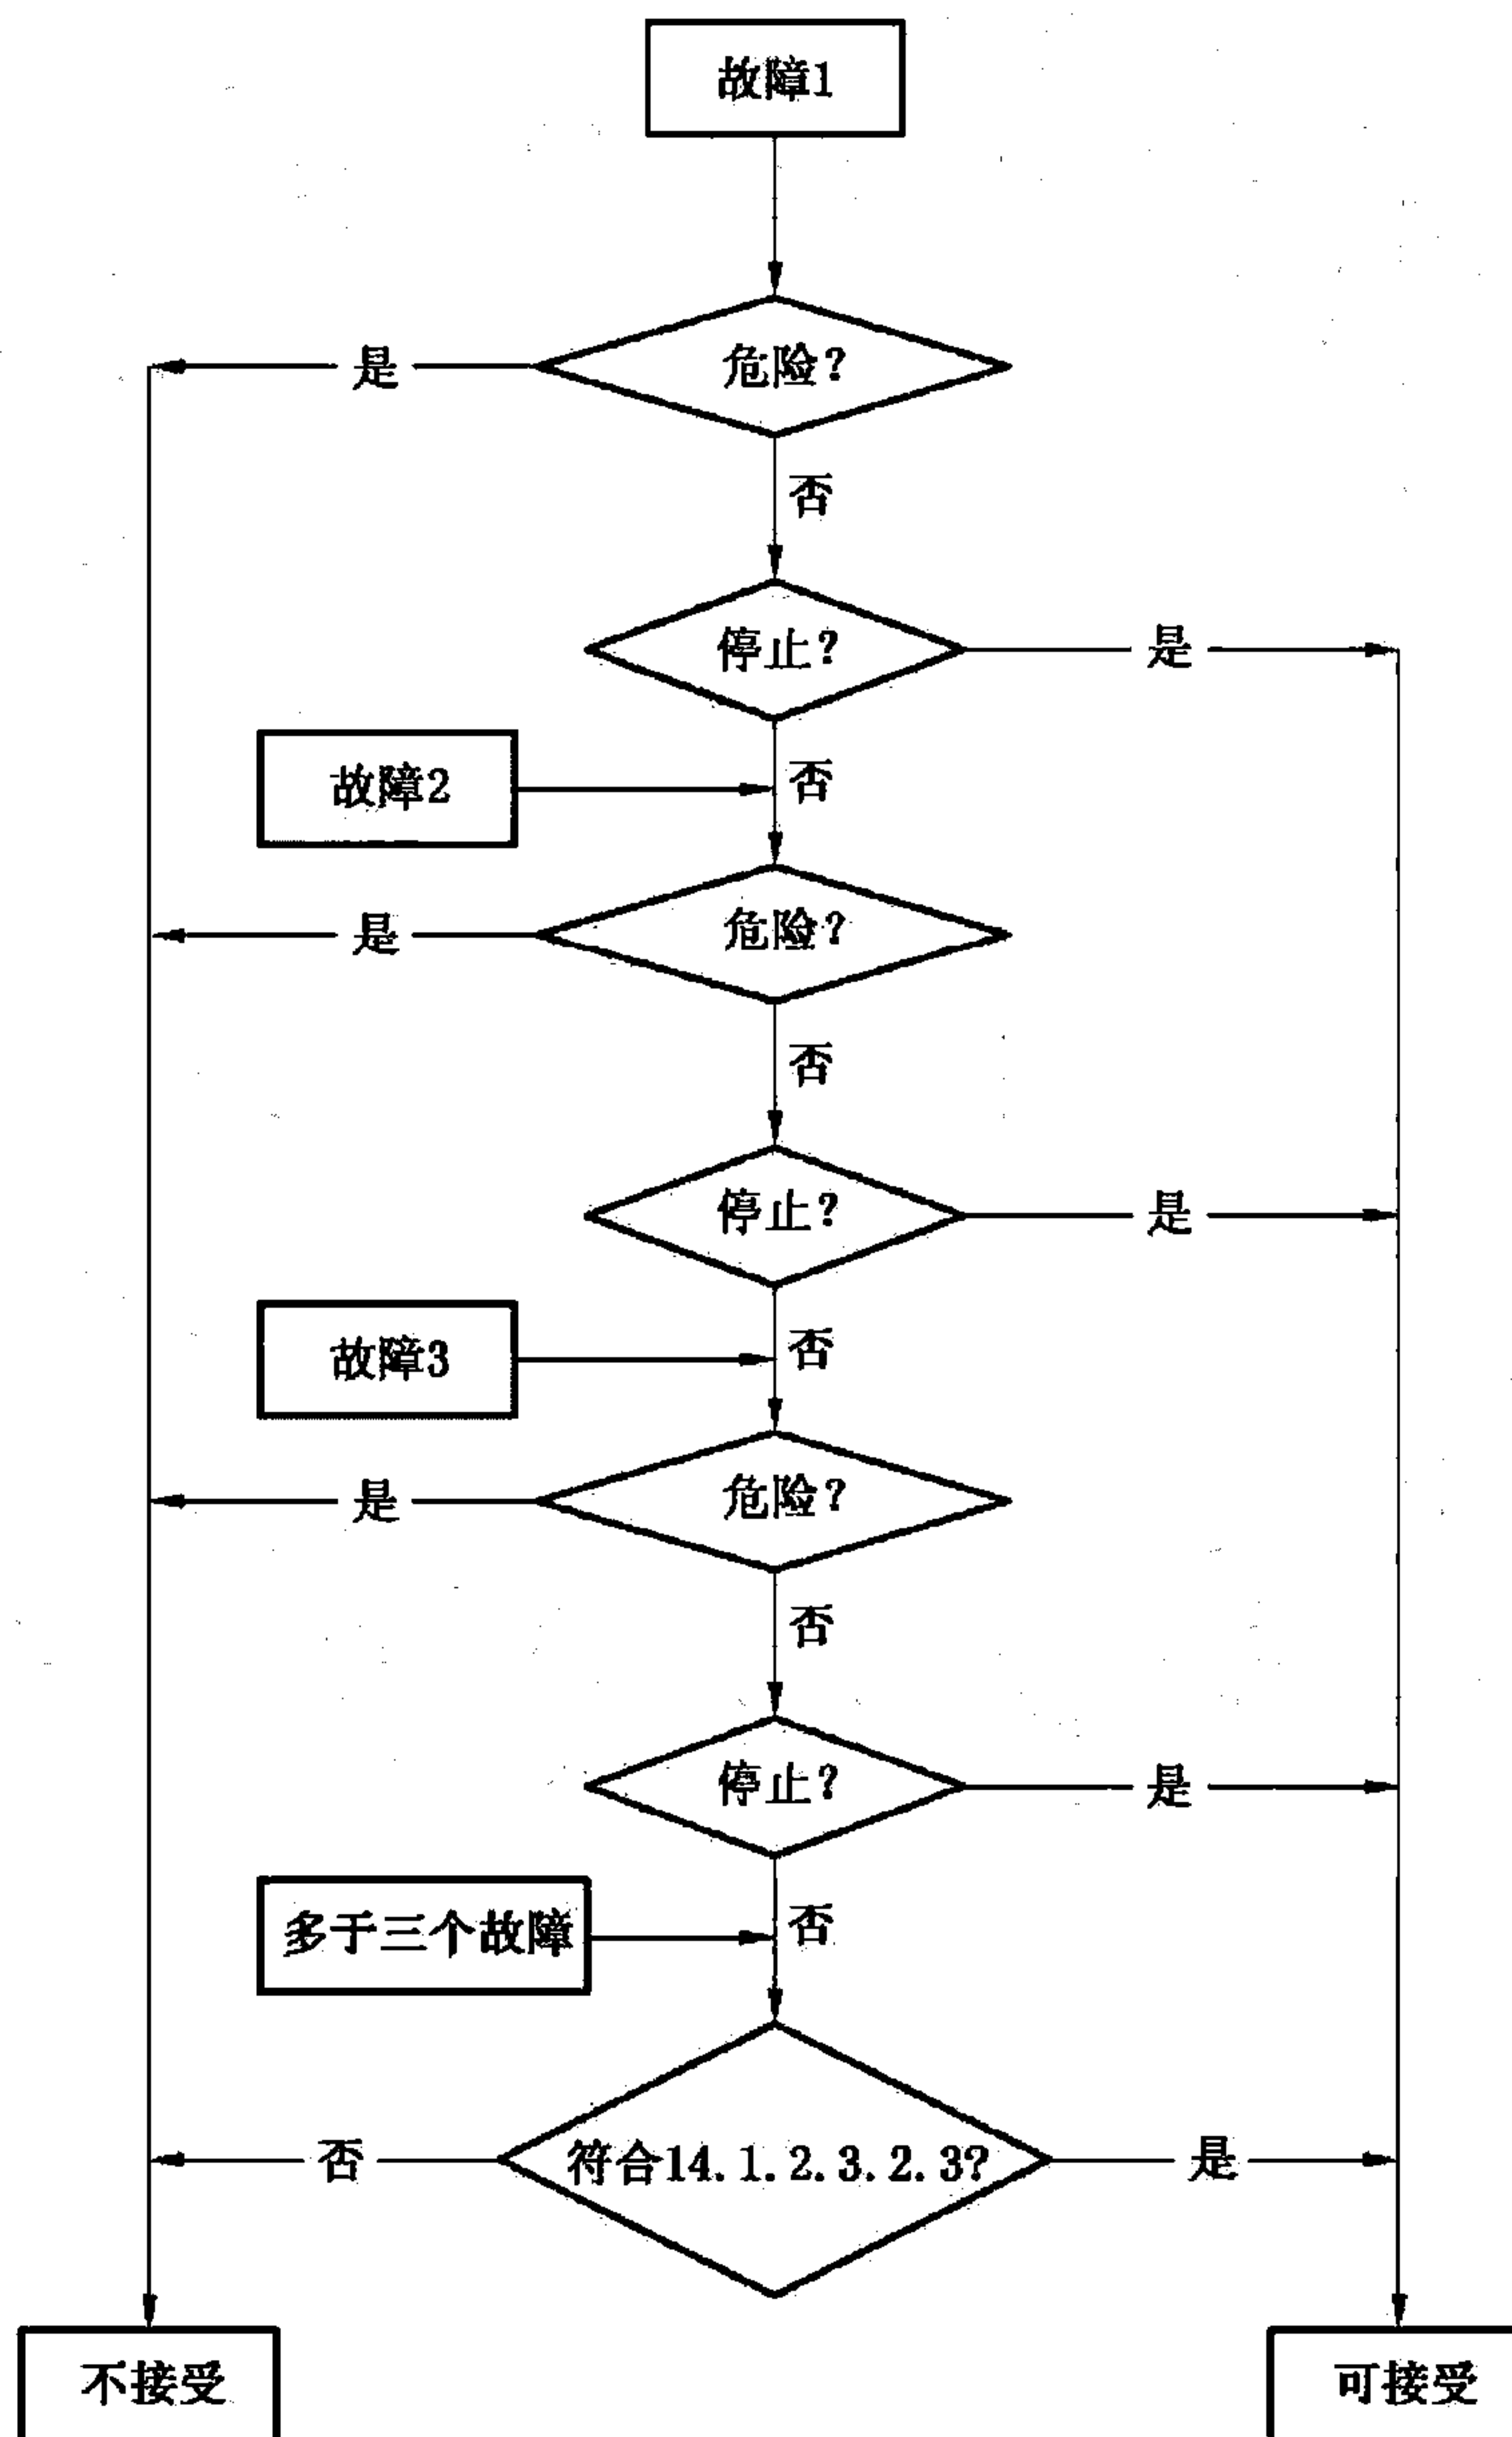 故障1
危险?
是
否
停止?
是
故障2
否
危险?
是
否
停止?
是
故障3
否
危险?
是
否
停止?
是
多于三个故障
否
符合14.1.2.3.2.3?
否
是
不接受
可接受